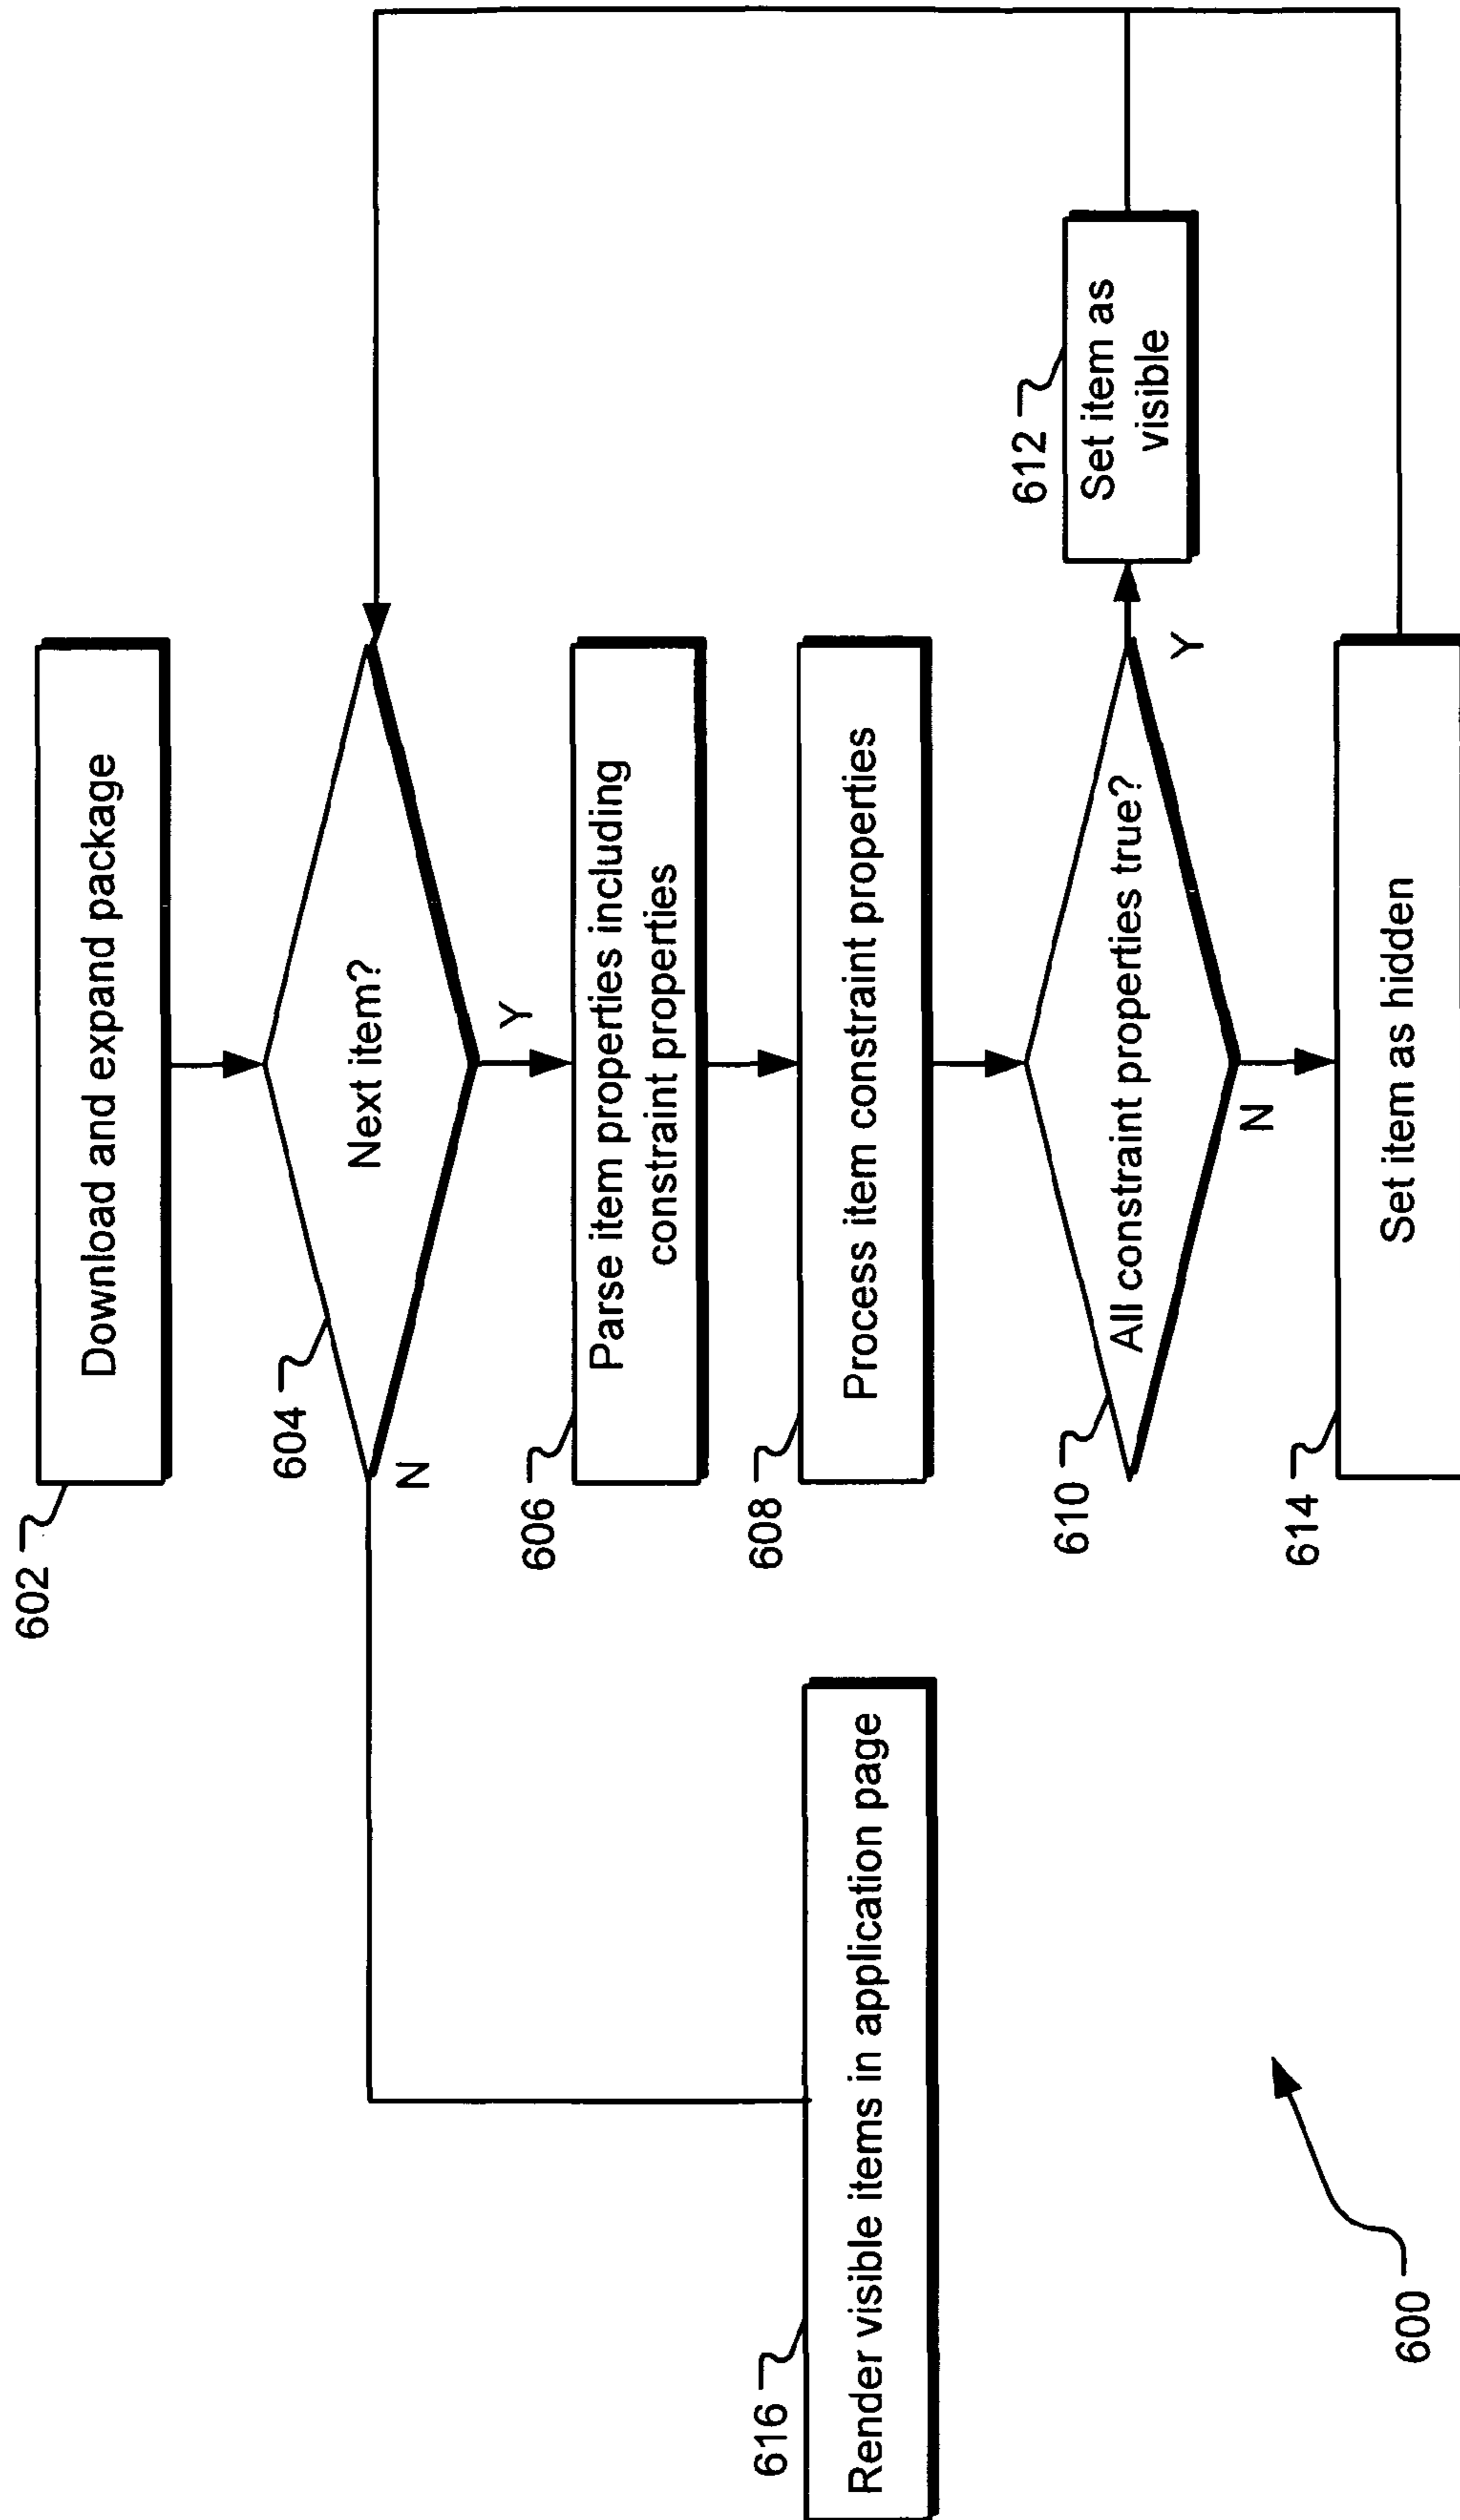 602
Download and expand package
604
Next item?
N
Y
606
Parse item properties including
constraint properties
608
Process item constraint properties
610
All constraint properties true?
Y
N
612
Set item as
visible
614
Set item as hidden
616
Render visible items in application page
600